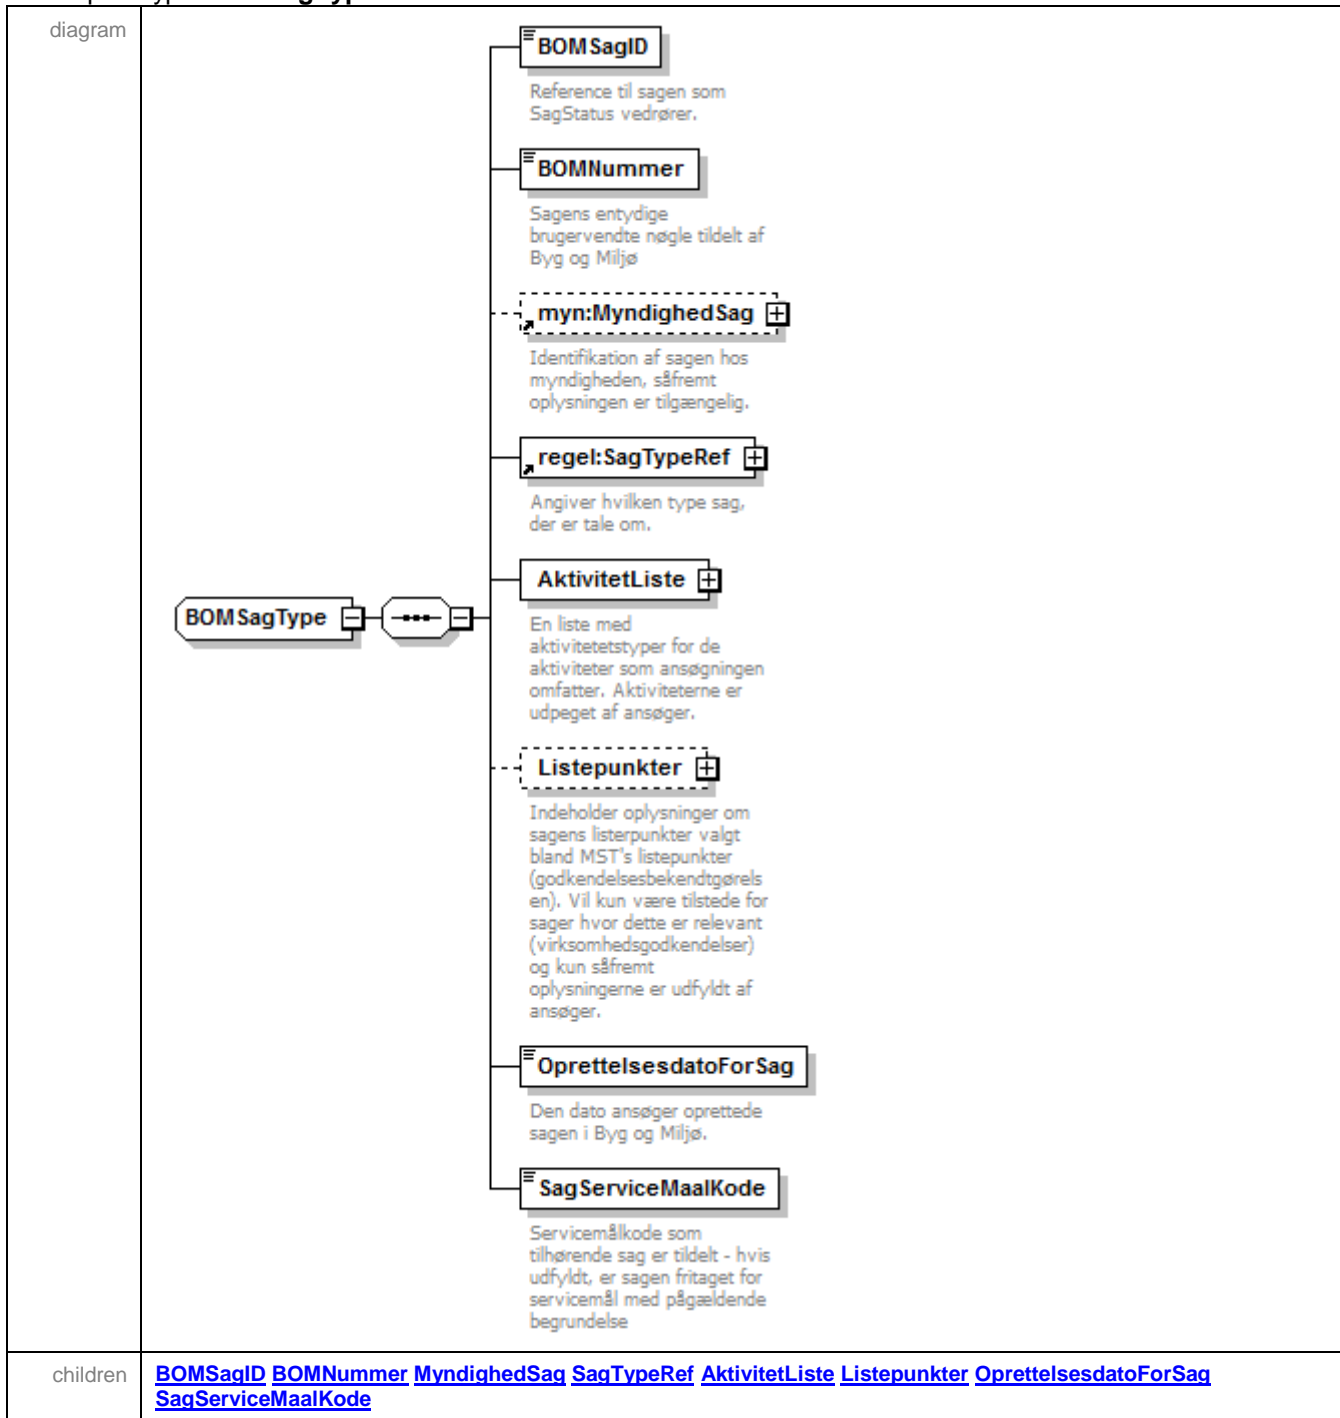 diagram
BOMSagID
Reference til sagen som
SagStatus vedrører.
BOMNummer
Sagens entydige
brugervendte nøgle tildelt af
Byg og Miljø
myn:MyndighedSag
Identifikation af sagen hos
myndigheden, såfremt
oplysningen er tilgængelig.
regel:SagTypeRef
Angiver hvilken type sag,
der er tale om.
BOMSagType
AktivitetListe
En liste med
aktivitetetstyper for de
aktiviteter som ansøgningen
omfatter. Aktiviteterne er
udpeget af ansøger.
Listepunkter
Indeholder oplysninger om
sagens listerpunkter valgt
bland MST's listepunkter
(godkendelsesbekendtgørels
en). Vil kun være tilstede for
sager hvor dette er relevant
(virksomhedsgodkendelser)
og kun såfremt
oplysningerne er udfyldt af
ansøger.
OprettelsesdatoForSag
Den dato ansøger oprettede
sagen i Byg og Miljø.
SagServiceMaalKode
Servicemålkode som
tilhørende sag er tildelt - hvis
udfyldt, er sagen fritaget for
servicemål med pågældende
begrundelse
children
BOMSagID BOMNummer MyndighedSag SagTypeRef AktivitetListe Listepunkter OprettelsesdatoForSag
SagServiceMaalKode